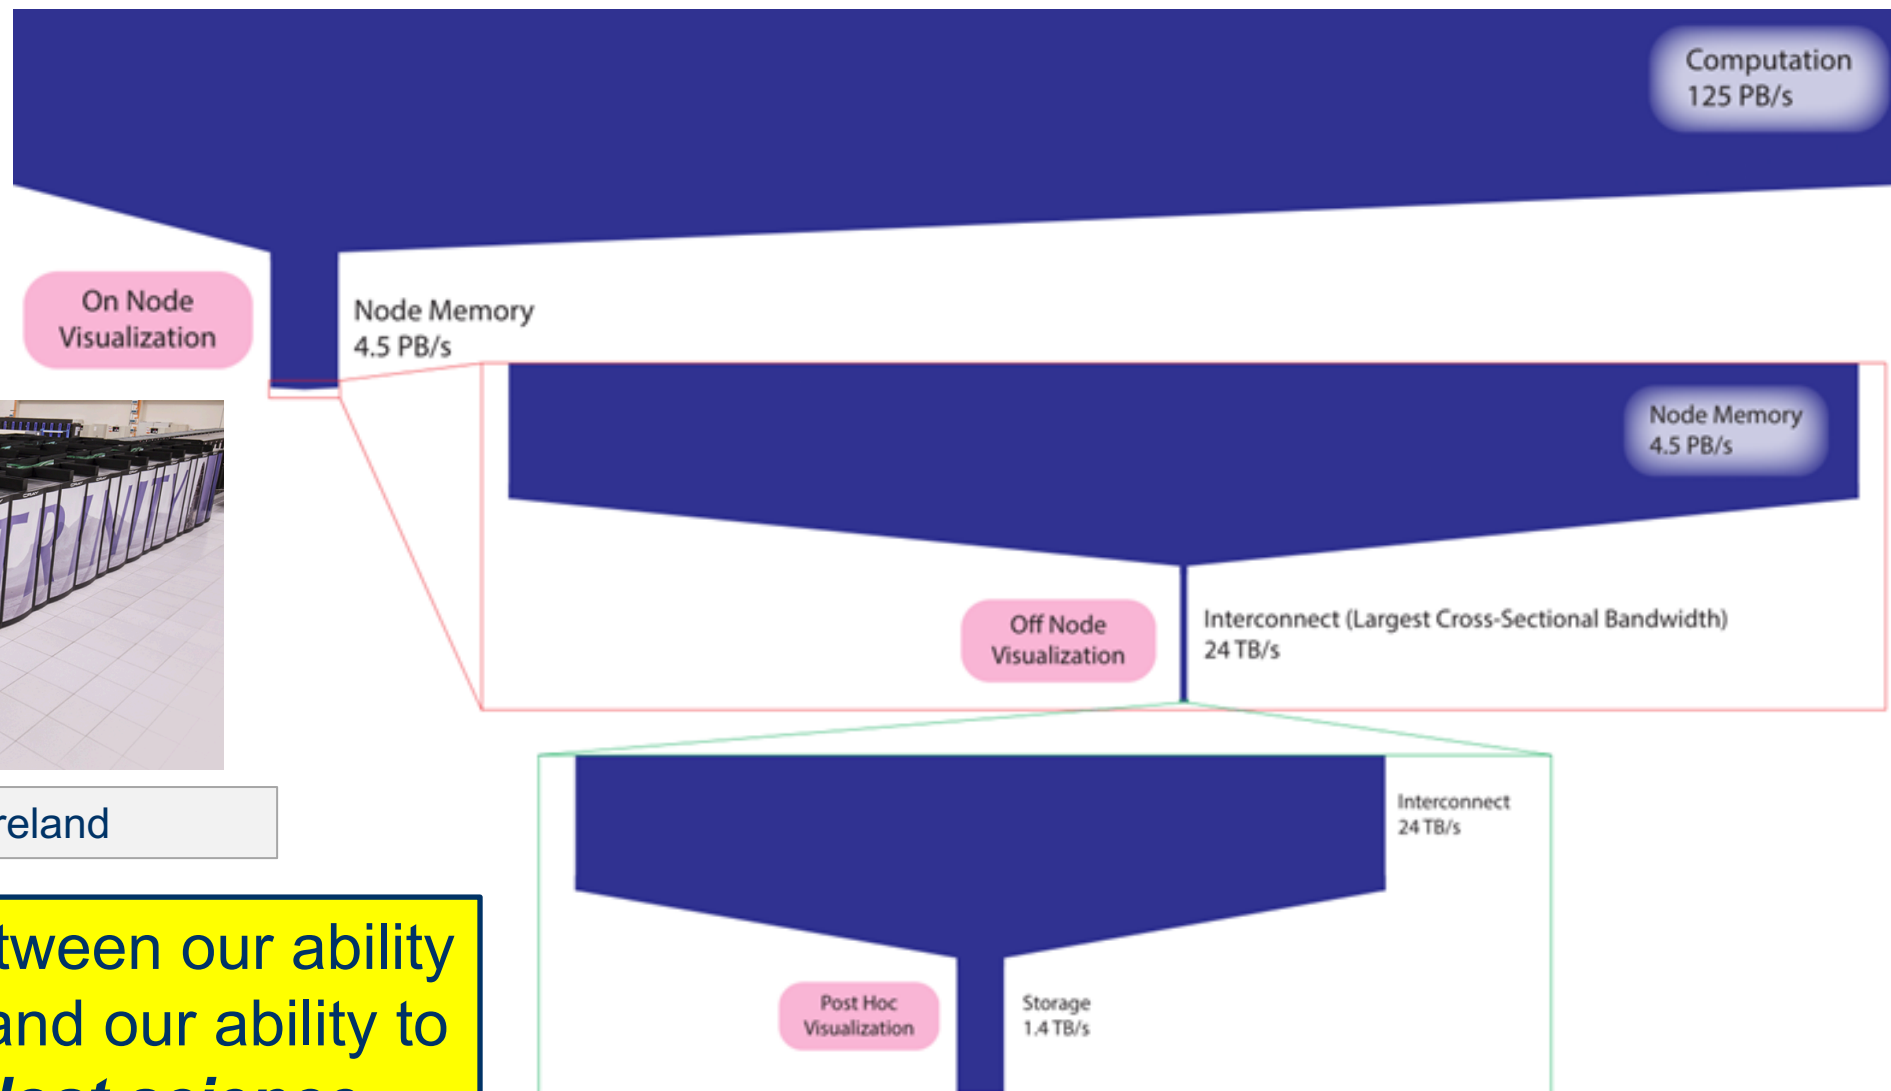 Computation
125 PB/s
On Node
Visualization
Node Memory
4.5 PB/s
Node Memory
4.5 PB/s
TRINITY
Off Node
Visualization
Interconnect (Largest Cross-Sectional Bandwidth)
24 TB/s
Interconnect
24 TB/s
reland
tween our ability
and our ability to
Post Hoc
Visualization
Storage
1.4 TB/s